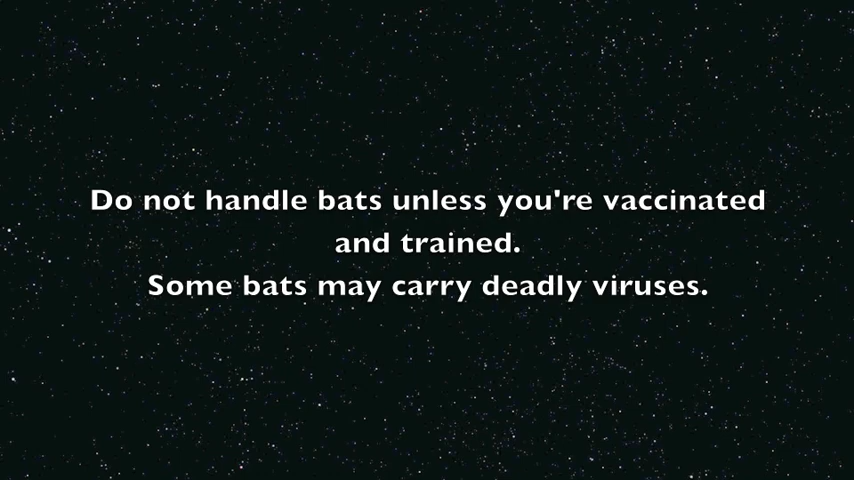 Do not handle bats unless you're vaccinated
and trained.
Some bats may carry deadly viruses.